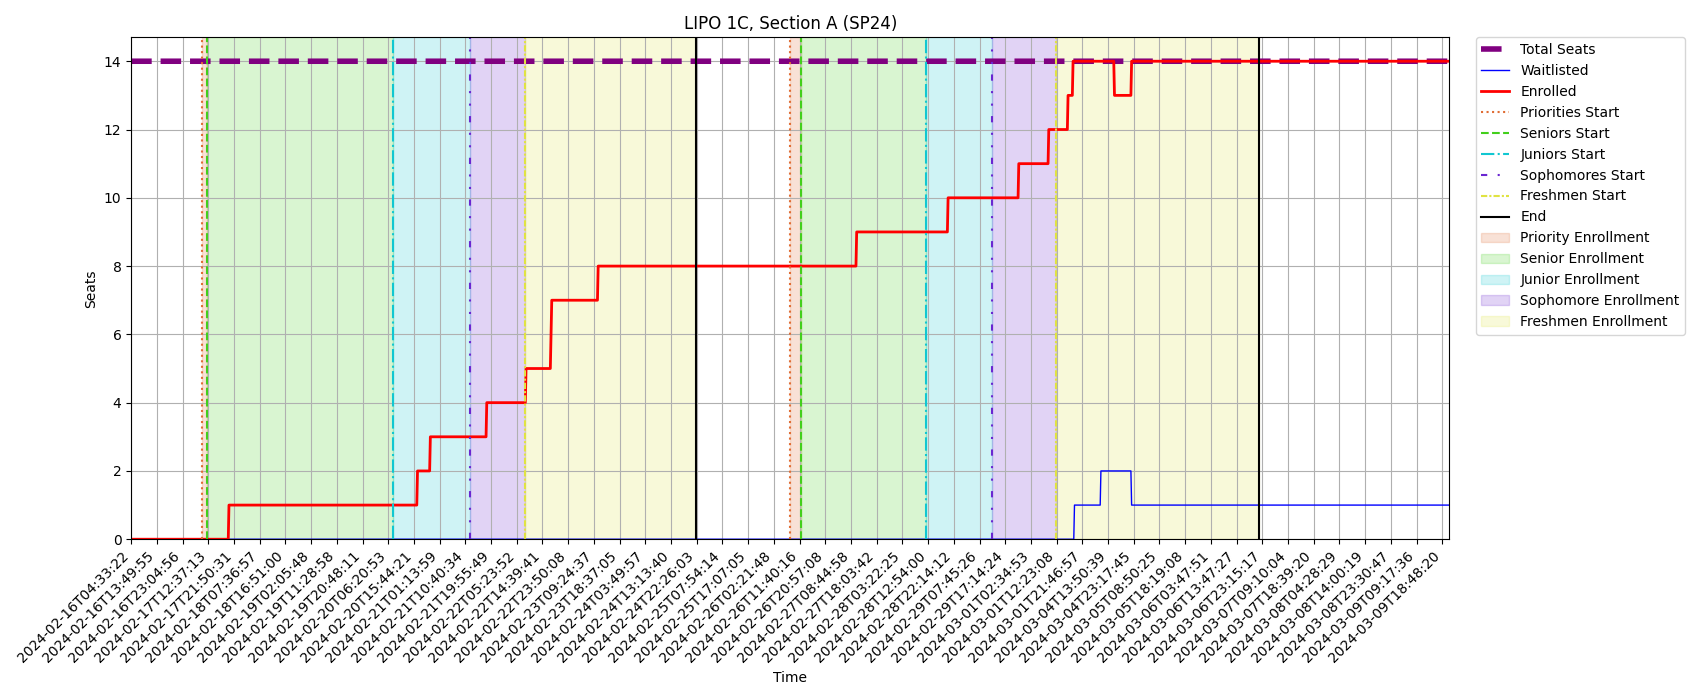 LIPO 1C, Section A (SP24)
Seats
14
12
10
8
6
4
2
0
2024-02-16T04:33:22
2024-02-16T13:49:55
2024-02-16T23:04:56
2024-02-17T12:37:13
2024-02-17T21:50:31
2024-02-18T07:36:57
2024-02-18T16:51:00
2024-02-19T02:05:48
2024-02-19T11:28:58
2024-02-19T20:48:11
2024-02-20T06:20:53
2024-02-20T15:44:21
2024-02-21T01:13:59
2024-02-21T10:40:34
2024-02-21T19:55:49
2024-02-22T05:23:52
2024-02-22T14:39:41
2024-02-22T23:50:08
2024-02-23T09:24:37
2024-02-23T18:37:05
2024-02-24T03:49:57
2024-02-24T13:13:40
2024-02-24T22:26:03
2024-02-25T07:54:14
2024-02-25T17:07:05
2024-02-26T02:21:48
2024-02-26T11:40:16
2024-02-26T20:57:08
2024-02-27T08:44:58
2024-02-27T18:03:42
2024-02-28T03:22:25
2024-02-28T12:54:00
2024-02-28T22:14:12
2024-02-29T07:45:26
2024-02-29T17:14:24
2024-03-01T02:34:53
2024-03-01T12:23:08
2024-03-01T21:46:57
2024-03-04T13:50:39
2024-03-04T23:17:45
2024-03-05T08:50:25
2024-03-05T18:19:08
2024-03-06T03:47:51
2024-03-06T13:47:27
2024-03-06T23:15:17
2024-03-07T09:10:04
2024-03-07T18:39:20
2024-03-08T04:28:29
2024-03-08T14:00:19
2024-03-08T23:30:47
2024-03-09T09:17:36
2024-03-09T18:48:20
Time
Total Seats
Waitlisted
Enrolled
Priorities Start
Seniors Start
Juniors Start
Sophomores Start
Freshmen Start
End
Priority Enrollment
Senior Enrollment
Junior Enrollment
Sophomore Enrollment
Freshmen Enrollment